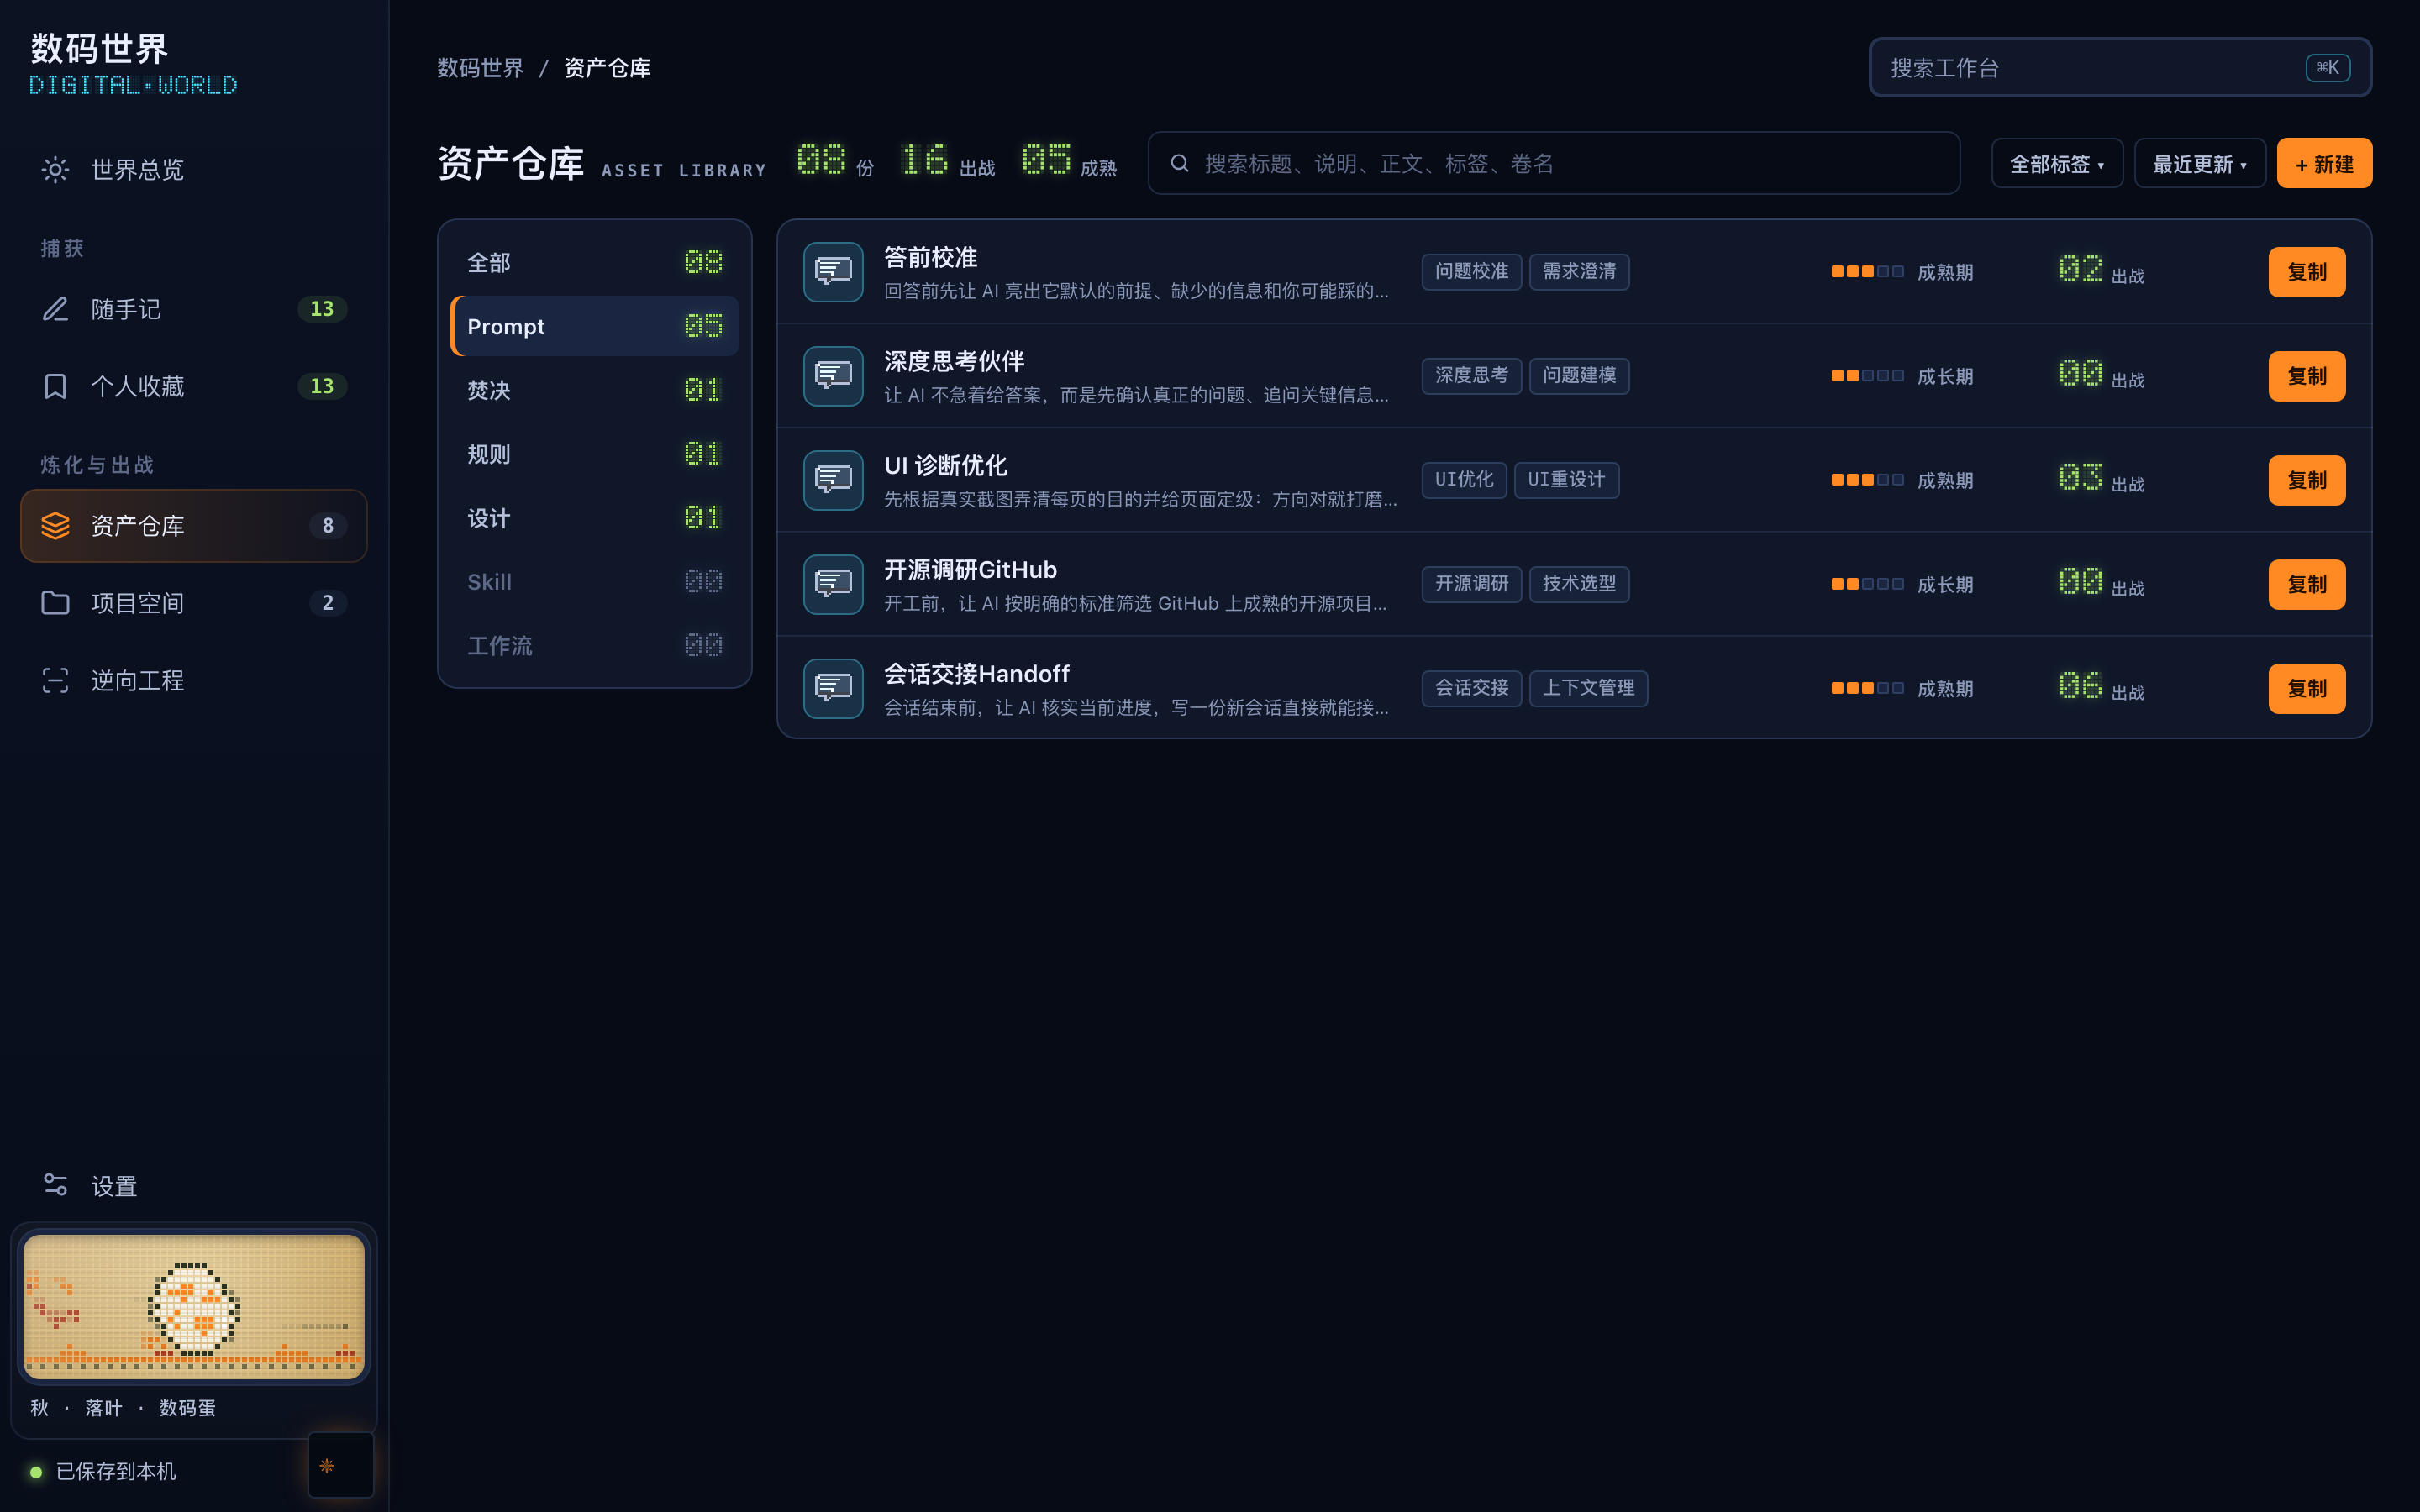 数码世界
DIGITAL·WORLD
世界总览
捕获
随手记 13
个人收藏 13
炼化与出战
资产仓库 8
项目空间 2
逆向工程
设置
秋 · 落叶 · 数码蛋
已保存到本机
数码世界 / 资产仓库
搜索工作台 ⌘K
资产仓库 ASSET LIBRARY 08 份 16 出战 05 成熟
搜索标题、说明、正文、标签、卷名
全部标签 ▾ 最近更新 ▾ + 新建
全部 08
Prompt 05
焚决 01
规则 01
设计 01
Skill 00
工作流 00
答前校准
回答前先让 AI 亮出它默认的前提、缺少的信息和你可能踩的...
问题校准 需求澄清 成熟期 02 出战 复制
深度思考伙伴
让 AI 不急着给答案，而是先确认真正的问题、追问关键信息...
深度思考 问题建模 成长期 00 出战 复制
UI 诊断优化
先根据真实截图弄清每页的目的并给页面定级：方向对就打磨...
UI优化 UI重设计 成熟期 03 出战 复制
开源调研GitHub
开工前，让 AI 按明确的标准筛选 GitHub 上成熟的开源项目...
开源调研 技术选型 成长期 00 出战 复制
会话交接Handoff
会话结束前，让 AI 核实当前进度，写一份新会话直接就能接...
会话交接 上下文管理 成熟期 06 出战 复制